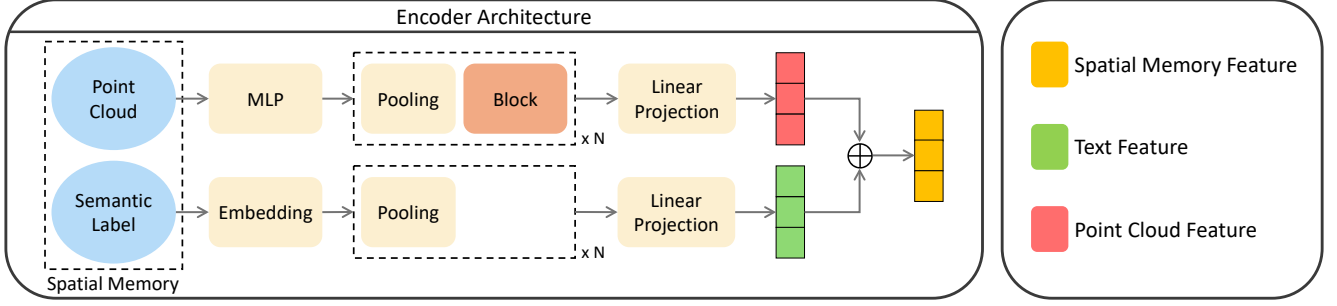 Encoder Architecture
Point
Cloud
MLP
Pooling
Block
x N
Linear
Projection
Semantic
Label
Embedding
Pooling
x N
Linear
Projection
Spatial Memory
Spatial Memory Feature
Text Feature
Point Cloud Feature